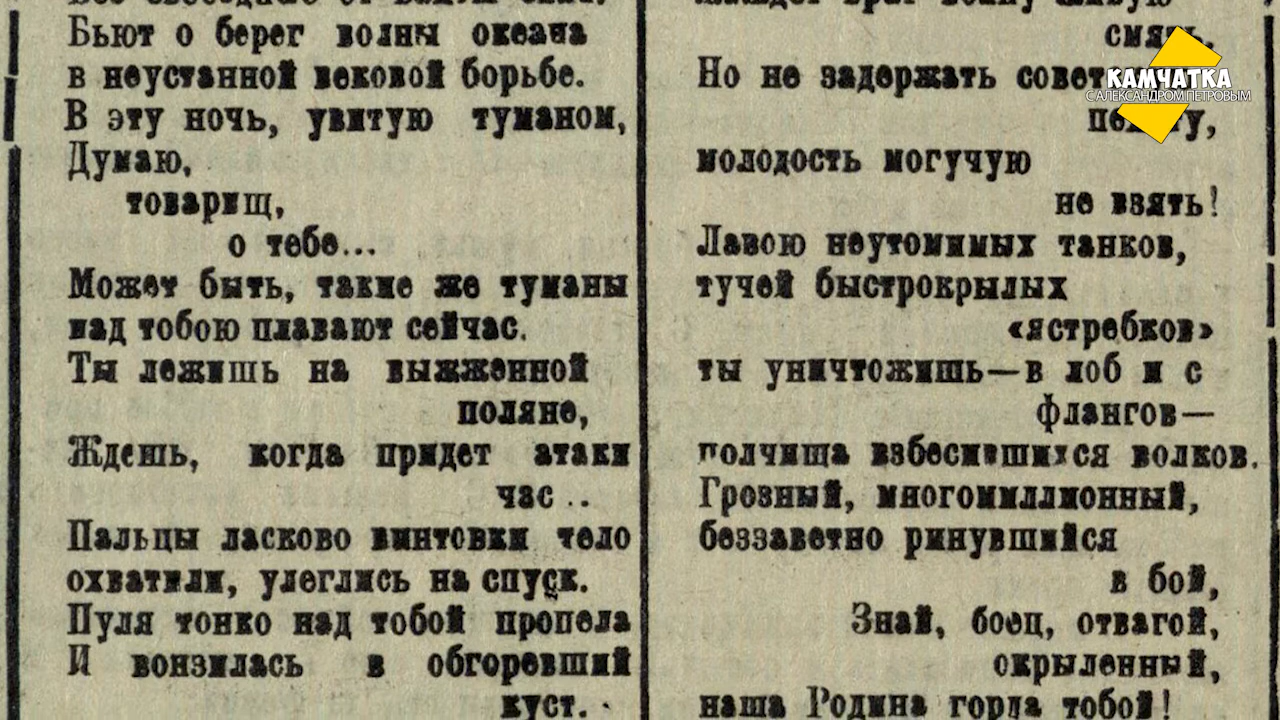 Бьют о берег волны океана
в неустанной вековой борьбе.
В эту ночь, увитую туманом,
Думаю,
товарищ,
о тебе...
Может быть, такие же туманы
над тобою плавают сейчас.
Ты лежишь на выжженной
поляне,
Ждешь, когда придет атаки
час ..
Пальцы ласково винтовки тело
охватили, улеглись на спуск.
Пуля тонко над тобой пропела
И вонзилась в обгоревший
куст.
смять.
Но не задержать
молодость могучую
не взять!
Лавою неутомимых танков,
тучей быстрокрылых
«ястребков»
ты уничтожишь—в лоб и с
флангов—
полчища взбесившихся волков.
Грозный, многомиллионный,
беззаветно ринувшийся
в бой,
Знай, боец, отвагой,
окрыленный,
наша Родина горда тобой!
КАМЧАТКА
С АЛЕКСАНДРОМ ПЕТРОВЫМ